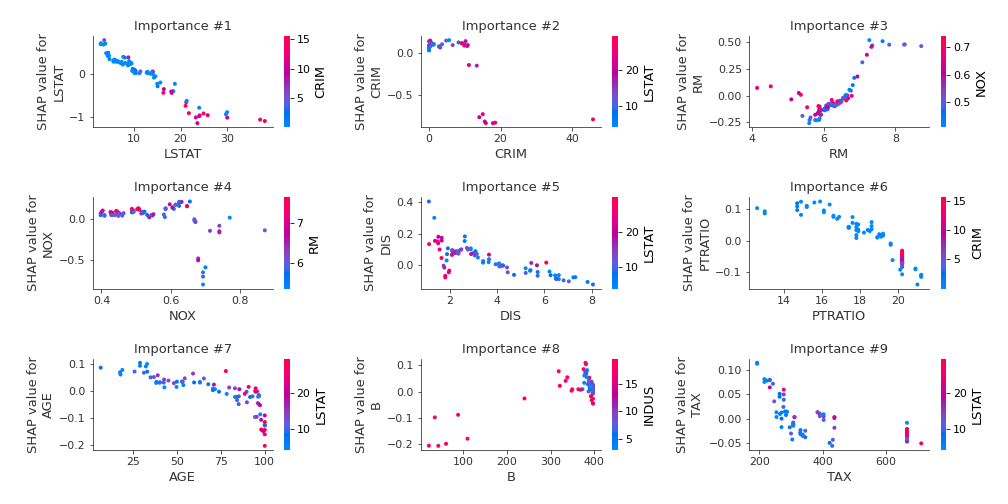 Importance #1
Importance #2
Importance #3
SHAP value for
LSTAT
0
−1
10
20
30
LSTAT
15
10
5
CRIM
SHAP value for
CRIM
0.0
−0.5
0
20
40
CRIM
20
10
LSTAT
SHAP value for
RM
0.50
0.25
0.00
−0.25
4
6
8
RM
0.7
0.6
0.5
NOX
Importance #4
Importance #5
Importance #6
SHAP value for
NOX
0.0
−0.5
0.4
0.6
0.8
NOX
7
6
RM
SHAP value for
DIS
0.4
0.2
0.0
2
4
6
8
DIS
20
10
LSTAT
SHAP value for
PTRATIO
0.1
0.0
−0.1
14
16
18
20
PTRATIO
15
10
5
CRIM
Importance #7
Importance #8
Importance #9
SHAP value for
AGE
0.1
0.0
−0.1
−0.2
25
50
75
100
AGE
20
10
LSTAT
SHAP value for
B
0.1
0.0
−0.1
−0.2
100
200
300
400
B
15
10
5
INDUS
SHAP value for
TAX
0.10
0.05
0.00
−0.05
200
400
600
TAX
20
10
LSTAT